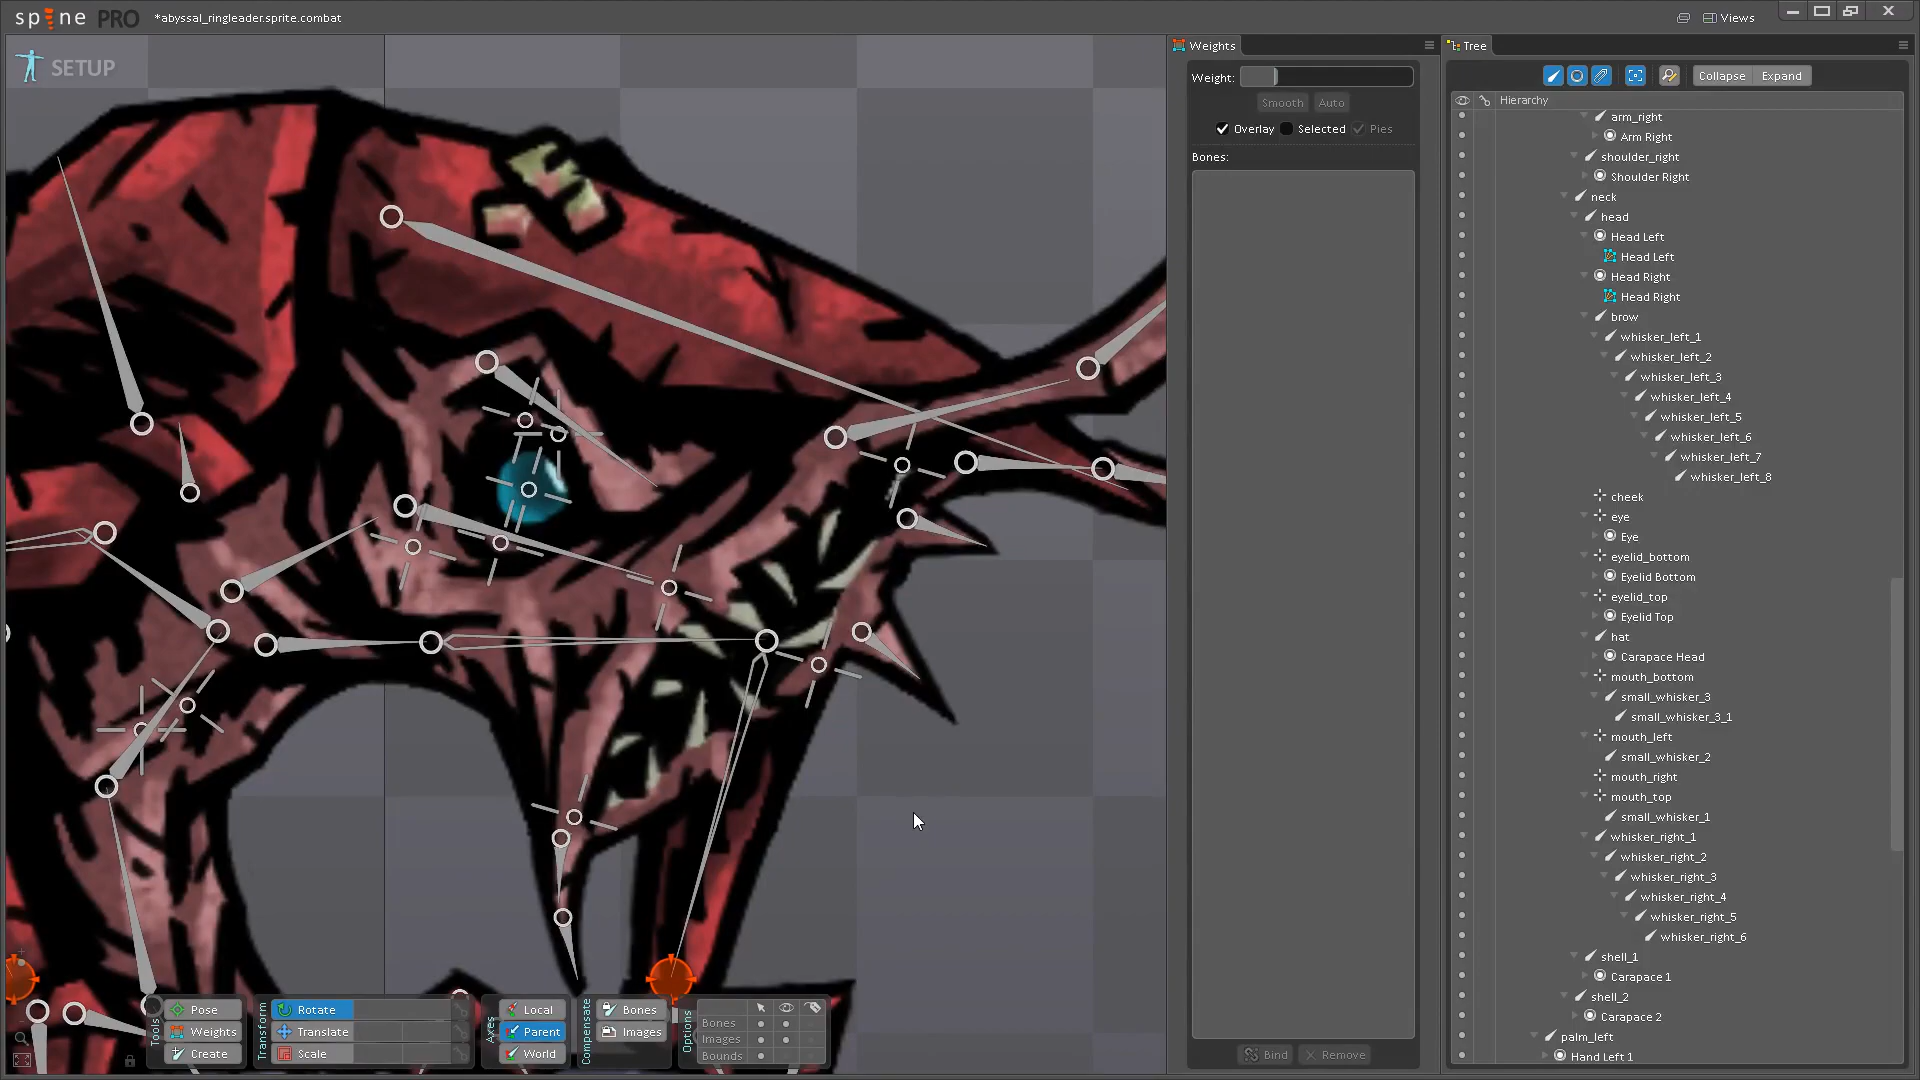 spine PRO
*abyssal_ringleader.sprite.combat
Views
SETUP
Weights
Weight:
Smooth
Auto
Overlay
Selected
Pies
Bones:
Bind
Remove
Tree
Collapse
Expand
Hierarchy
arm_right
Arm Right
shoulder_right
Shoulder Right
neck
head
Head Left
Head Left
Head Right
Head Right
brow
whisker_left_1
whisker_left_2
whisker_left_3
whisker_left_4
whisker_left_5
whisker_left_6
whisker_left_7
whisker_left_8
cheek
eye
Eye
eyelid_bottom
Eyelid Bottom
eyelid_top
Eyelid Top
hat
Carapace Head
mouth_bottom
small_whisker_3
small_whisker_3_1
mouth_left
small_whisker_2
mouth_right
mouth_top
small_whisker_1
whisker_right_1
whisker_right_2
whisker_right_3
whisker_right_4
whisker_right_5
whisker_right_6
shell_1
Carapace 1
shell_2
Carapace 2
palm_left
Hand Left 1
Tools
Pose
Weights
Create
Transform
Rotate
Translate
Scale
Axes
Local
Parent
World
Compensate
Bones
Images
Options
Bones
Images
Bounds